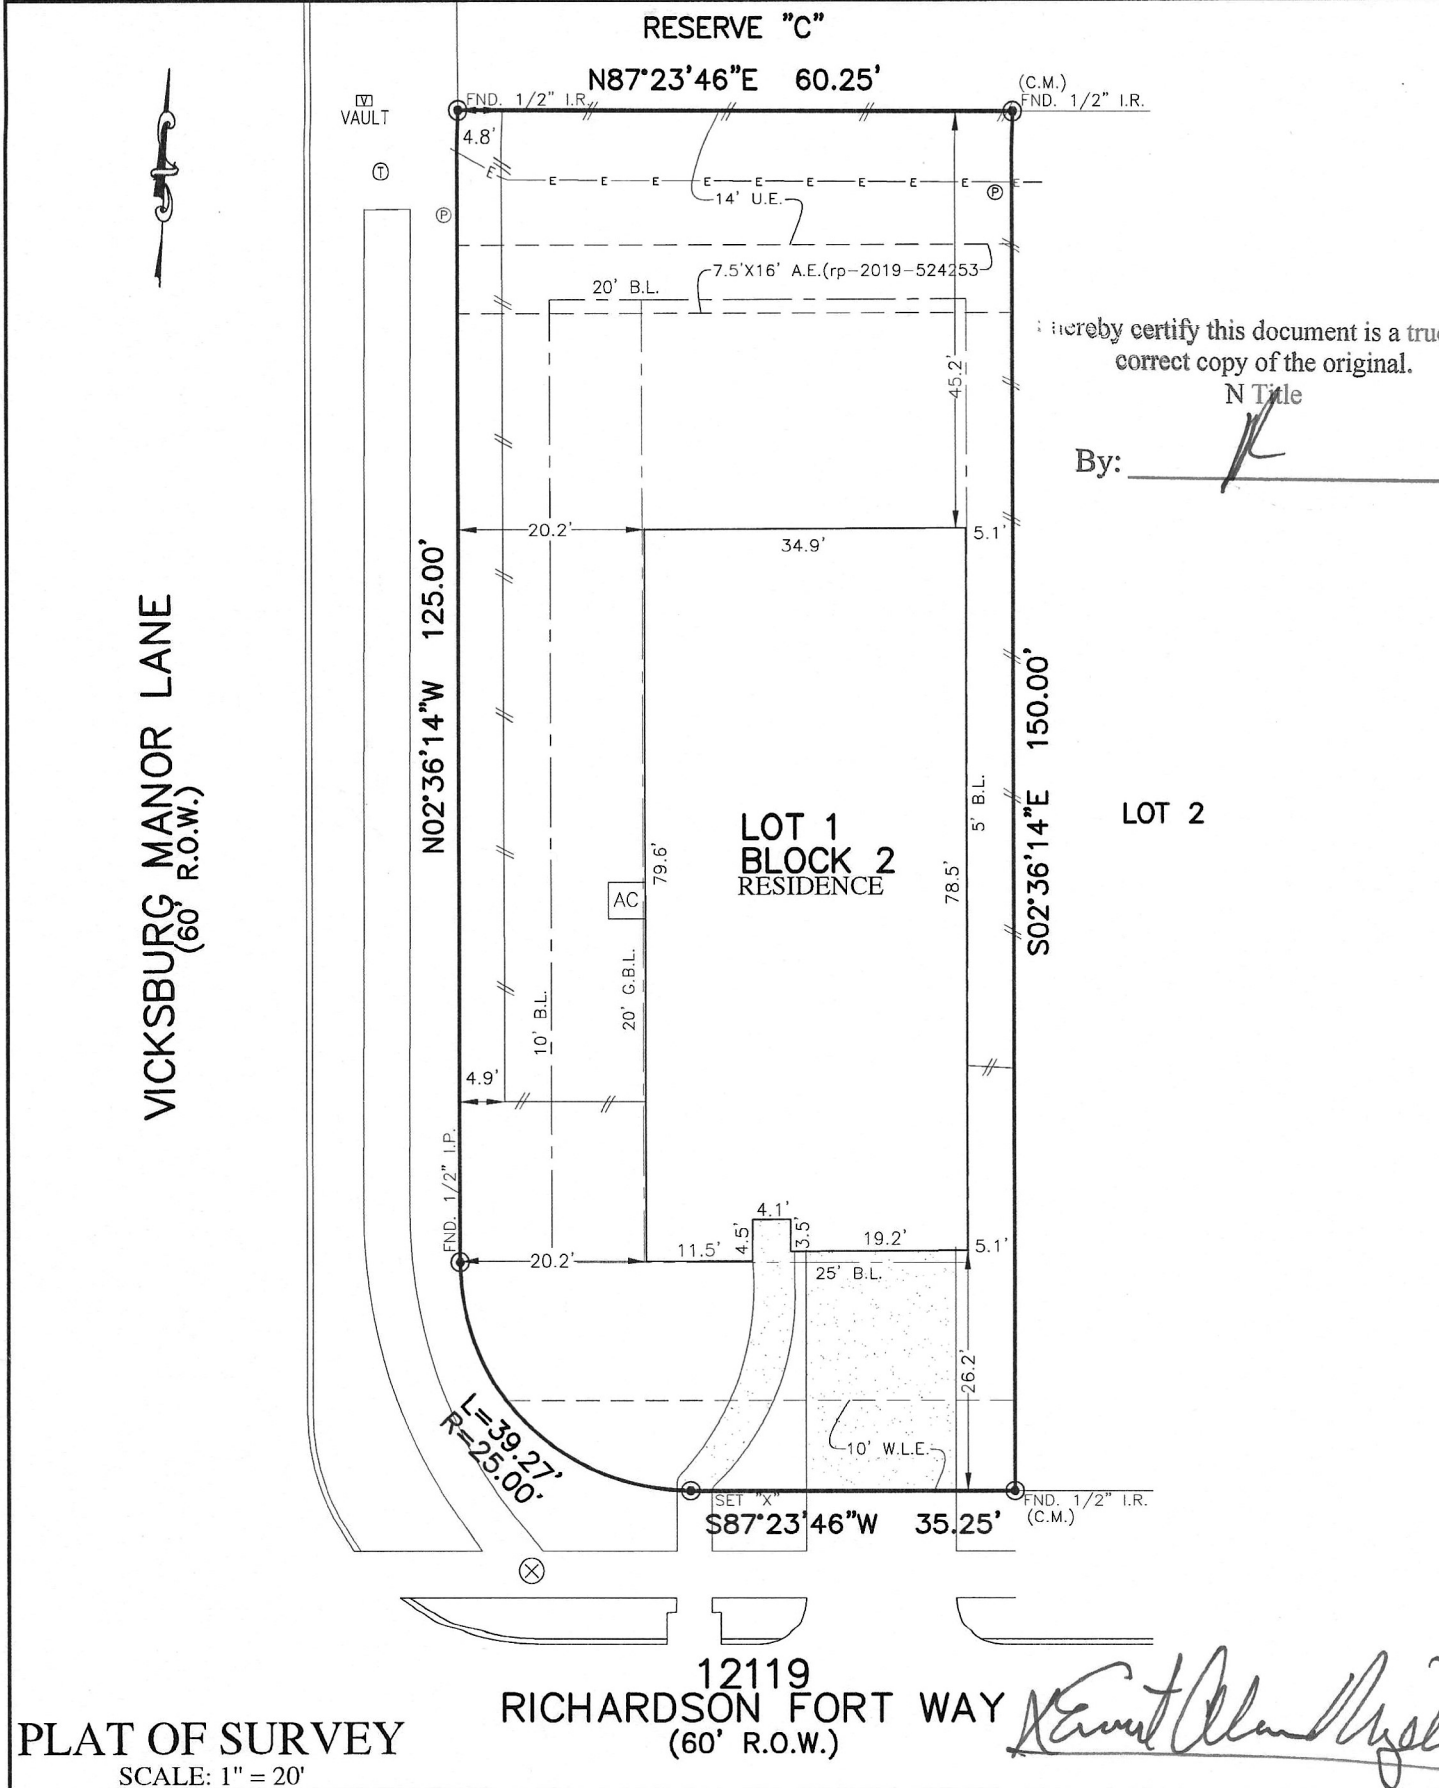 RESERVE "C"
N87°23'46"E 60.25'
(C.M.)
FND. 1/2" I.R.
FND. 1/2" I.R.
V
VAULT
4.8'
T
E
E E E E E E E E E E
P
P
14' U.E.
7.5'X16' A.E.(rp-2019-524253
20' B.L.
hereby certify this document is a true
correct copy of the original.
N Title
By:
45.2'
20.2'
34.9'
5.1'
N02°36'14"W 125.00'
S02°36'14"E 150.00'
VICKSBURG MANOR LANE
(60' R.O.W.)
LOT 1
BLOCK 2
RESIDENCE
LOT 2
79.6'
78.5'
5' B.L.
AC
20' G.B.L.
10' B.L.
4.9'
FND. 1/2" I.P.
4.1'
4.5'
3.5'
11.5'
19.2'
5.1'
20.2'
25' B.L.
26.2'
L=39.27'
R=25.00'
10' W.L.E.
SET "X"
FND. 1/2" I.R.
(C.M.)
S87°23'46"W 35.25'
12119
RICHARDSON FORT WAY
(60' R.O.W.)
PLAT OF SURVEY
SCALE: 1" = 20'